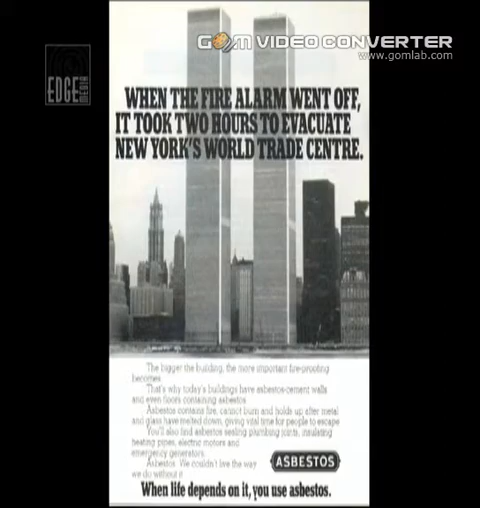 GOM VIDEO CONVERTER
www.gomlab.com
EDGE
MEDIA
WHEN THE FIRE ALARM WENT OFF,
IT TOOK TWO HOURS TO EVACUATE
NEW YORK'S WORLD TRADE CENTRE.
The bigger the building, the more important fire-proofing
becomes.
That's why today's buildings have asbestos-cement walls
and even floors containing asbestos.
Asbestos contains fire, cannot burn and holds up after metal
and glass have melted down, giving vital time for people to escape.
You'll also find asbestos sealing plumbing joints, insulating
heating pipes, electric motors and
emergency generators.
Asbestos. We couldn't live the way
we do without it.
ASBESTOS
When life depends on it, you use asbestos.